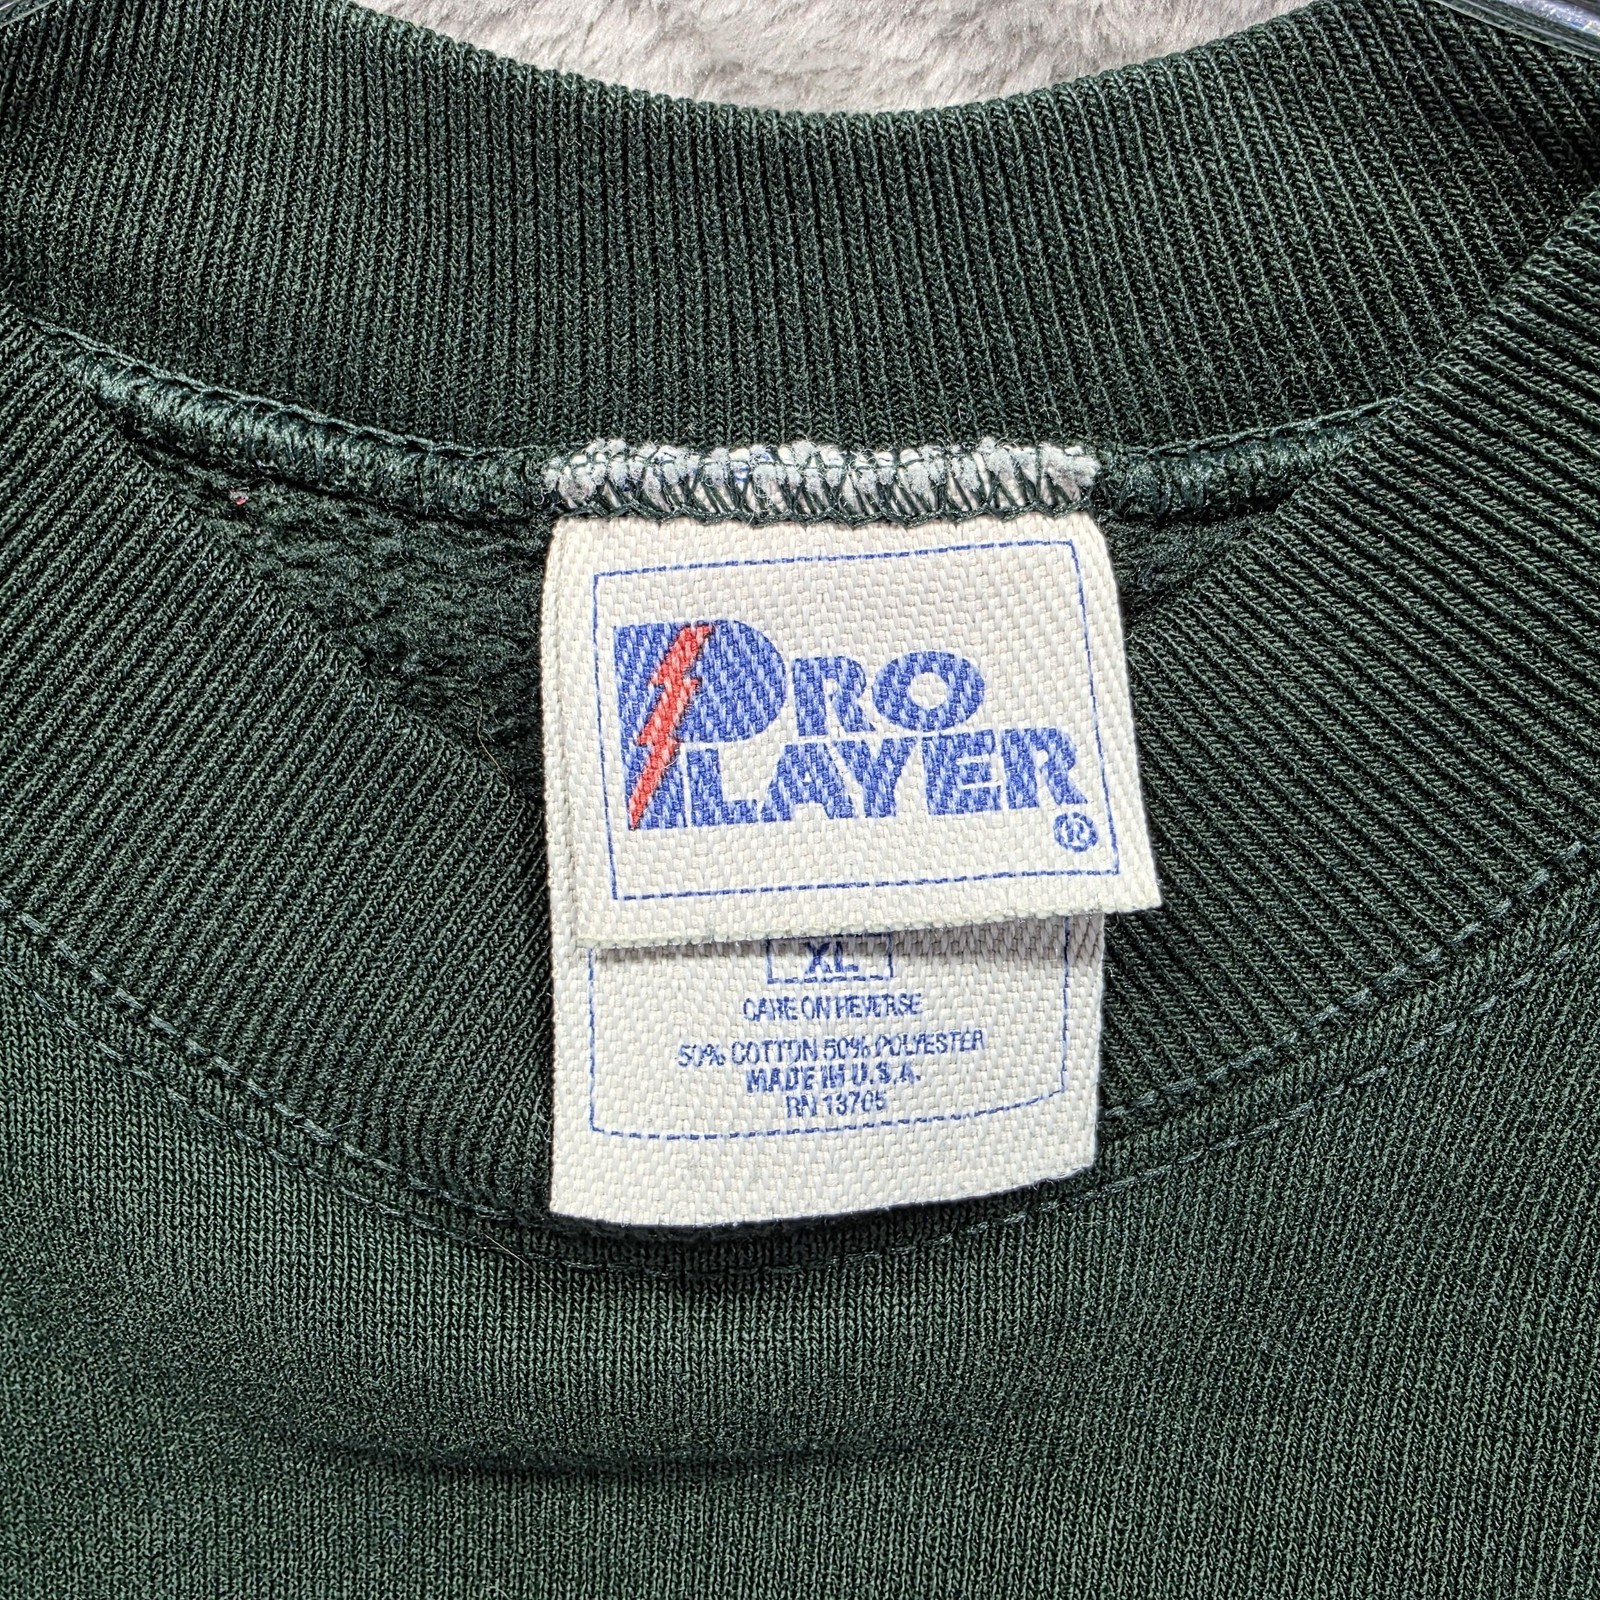 PRO
PLAYER
®
XL
CARE ON REVERSE
50% COTTON 50% POLYESTER
MADE IN U.S.A.
RN 13705